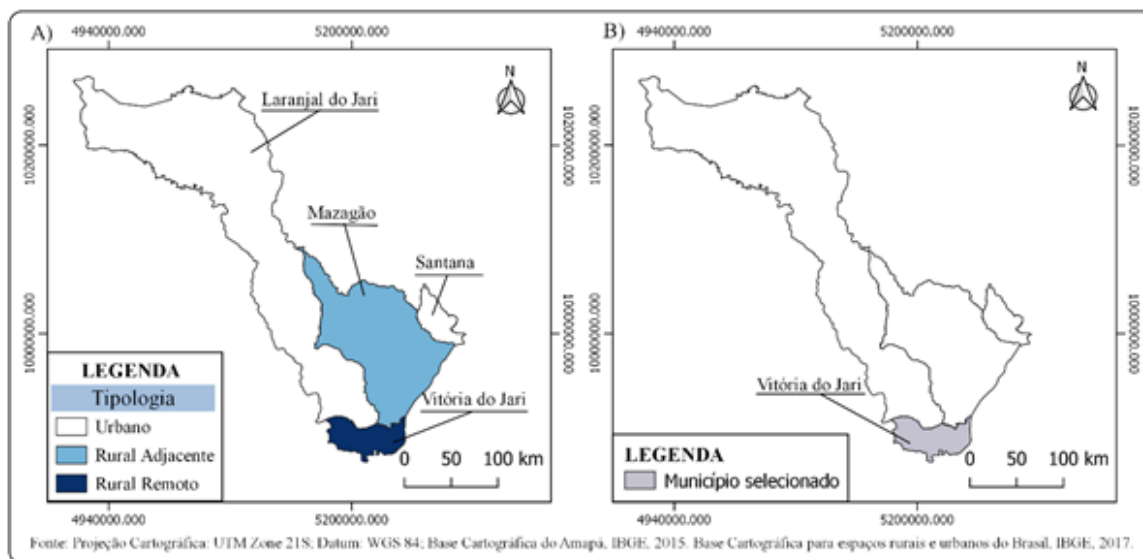 A)
4940000.000 5200000.000
N
Laranjal do Jari
10200000.000
10200000.000
Mazagão
Santana
10000000.000
10000000.000
LEGENDA
Tipologia
Urbano
Rural Adjacente
Rural Remoto
Vitória do Jari
0 50 100 km
4940000.000 5200000.000
B)
4940000.000 5200000.000
N
10200000.000
10000000.000
Vitória do Jari
LEGENDA
Município selecionado
0 50 100 km
4940000.000 5200000.000
Fonte: Projeção Cartográfica: UTM Zone 21S; Datum: WGS 84; Base Cartográfica do Amapá, IBGE, 2015. Base Cartográfica para espaços rurais e urbanos do Brasil, IBGE, 2017.